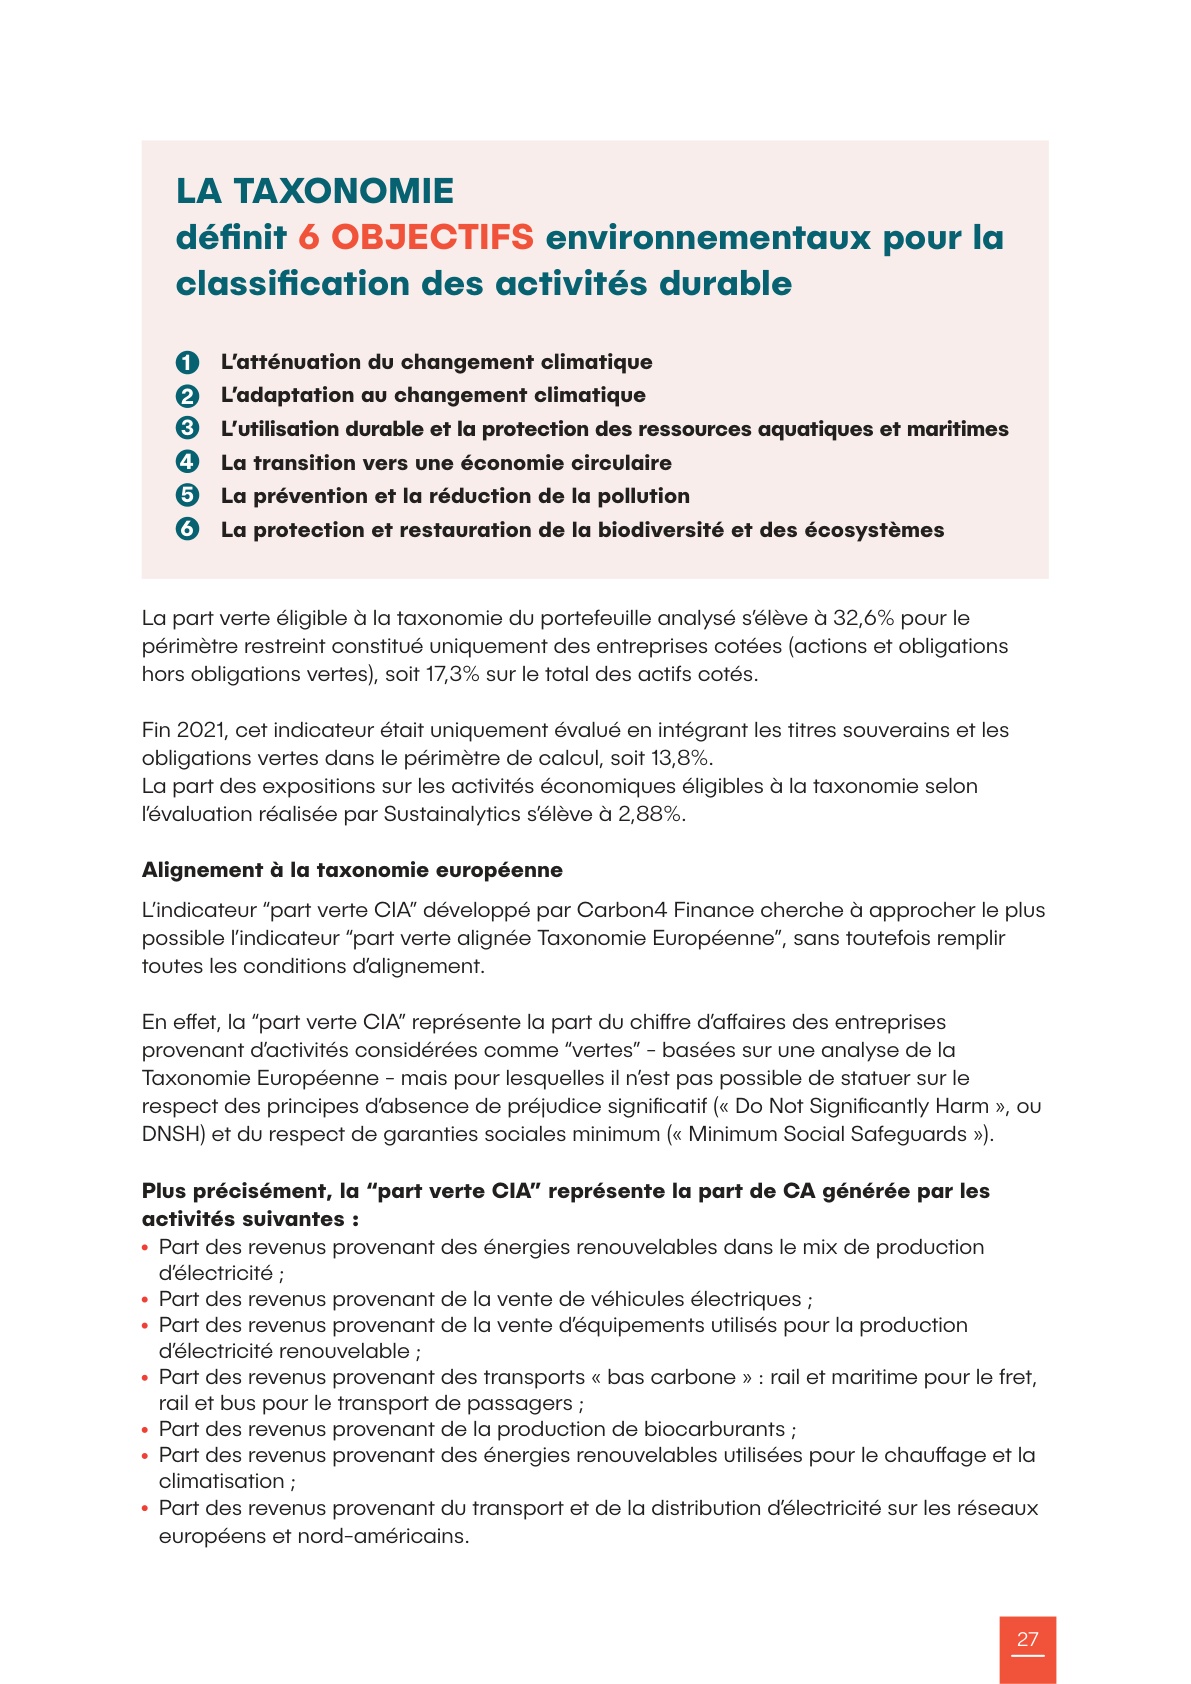 LA TAXONOMIE
définit 6 OBJECTIFS environnementaux pour la
classification des activités durable
1 L’atténuation du changement climatique
2 L’adaptation au changement climatique
3 L’utilisation durable et la protection des ressources aquatiques et maritimes
4 La transition vers une économie circulaire
5 La prévention et la réduction de la pollution
6 La protection et restauration de la biodiversité et des écosystèmes
La part verte éligible à la taxonomie du portefeuille analysé s’élève à 32,6% pour le
périmètre restreint constitué uniquement des entreprises cotées (actions et obligations
hors obligations vertes), soit 17,3% sur le total des actifs cotés.
Fin 2021, cet indicateur était uniquement évalué en intégrant les titres souverains et les
obligations vertes dans le périmètre de calcul, soit 13,8%.
La part des expositions sur les activités économiques éligibles à la taxonomie selon
l’évaluation réalisée par Sustainalytics s’élève à 2,88%.
Alignement à la taxonomie européenne
L’indicateur “part verte CIA” développé par Carbon4 Finance cherche à approcher le plus
possible l’indicateur “part verte alignée Taxonomie Européenne”, sans toutefois remplir
toutes les conditions d’alignement.
En effet, la “part verte CIA” représente la part du chiffre d’affaires des entreprises
provenant d’activités considérées comme “vertes” - basées sur une analyse de la
Taxonomie Européenne - mais pour lesquelles il n’est pas possible de statuer sur le
respect des principes d’absence de préjudice significatif (« Do Not Significantly Harm », ou
DNSH) et du respect de garanties sociales minimum (« Minimum Social Safeguards »).
Plus précisément, la “part verte CIA” représente la part de CA générée par les
activités suivantes :
• Part des revenus provenant des énergies renouvelables dans le mix de production
d’électricité ;
• Part des revenus provenant de la vente de véhicules électriques ;
• Part des revenus provenant de la vente d’équipements utilisés pour la production
d’électricité renouvelable ;
• Part des revenus provenant des transports « bas carbone » : rail et maritime pour le fret,
rail et bus pour le transport de passagers ;
• Part des revenus provenant de la production de biocarburants ;
• Part des revenus provenant des énergies renouvelables utilisées pour le chauffage et la
climatisation ;
• Part des revenus provenant du transport et de la distribution d’électricité sur les réseaux
européens et nord-américains.
27